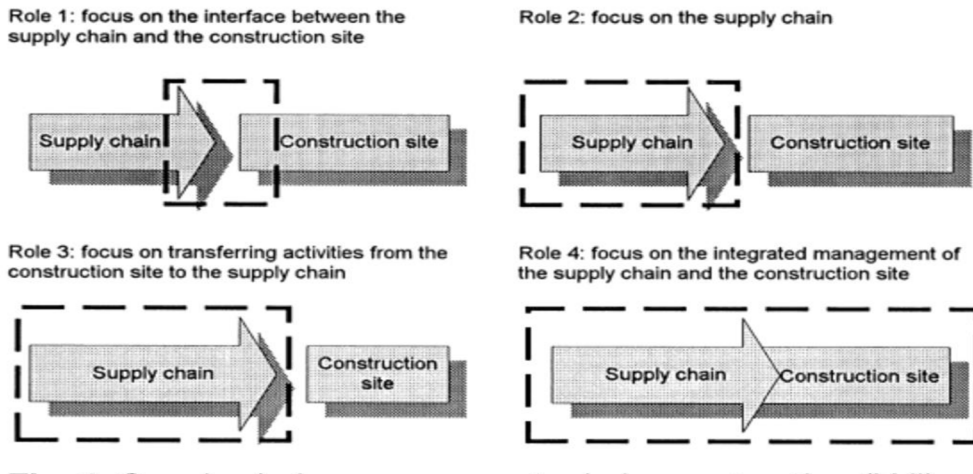 Role 1: focus on the interface between the
supply chain and the construction site
Role 2: focus on the supply chain
Supply chain
Construction site
Supply chain
Construction site
Role 3: focus on transferring activities from the
construction site to the supply chain
Role 4: focus on the integrated management of
the supply chain and the construction site
Supply chain
Construction
site
Supply chain
Construction site